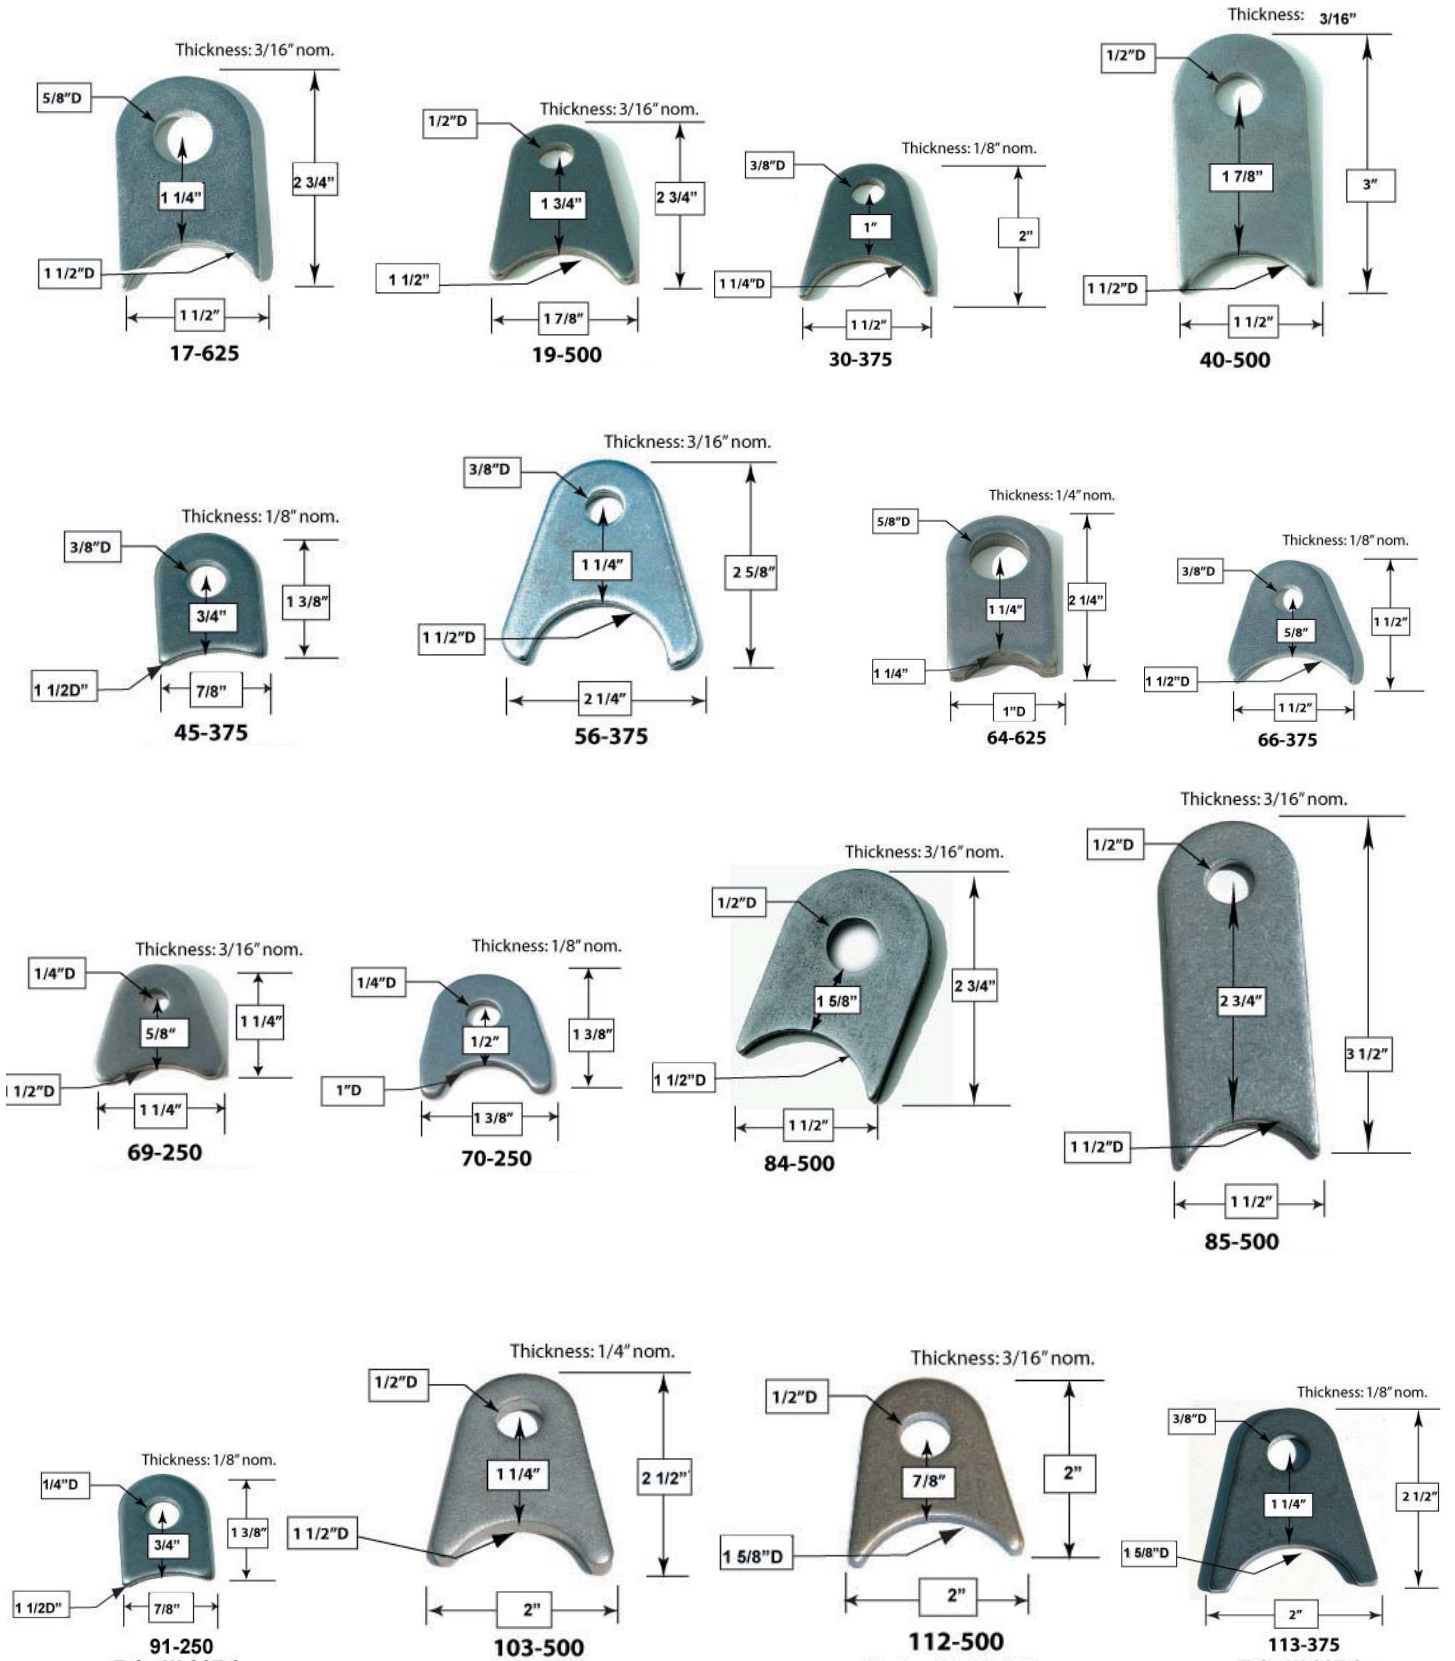 Thickness: 3/16" nom.
5/8"D
1 1/4"
2 3/4"
1 1/2"D
1 1/2"
17-625
Thickness: 3/16" nom.
1/2"D
1 3/4"
2 3/4"
1 1/2"
1 7/8"
19-500
Thickness: 1/8" nom.
3/8"D
1"
2"
1 1/4"D
1 1/2"
30-375
Thickness: 3/16"
1/2"D
1 7/8"
3"
1 1/2"D
1 1/2"
40-500
Thickness: 1/8" nom.
3/8"D
3/4"
1 3/8"
1 1/2D"
7/8"
45-375
Thickness: 3/16" nom.
3/8"D
1 1/4"
2 5/8"
1 1/2"D
2 1/4"
56-375
Thickness: 1/4" nom.
5/8"D
1 1/4"
2 1/4"
1 1/4"
1"D
64-625
Thickness: 1/8" nom.
3/8"D
5/8"
1 1/2"
1 1/2"D
1 1/2"
66-375
Thickness: 3/16" nom.
1/4"D
5/8"
1 1/4"
1 1/2"D
1 1/4"
69-250
Thickness: 1/8" nom.
1/4"D
1/2"
1 3/8"
1"D
1 3/8"
70-250
Thickness: 3/16" nom.
1/2"D
1 5/8"
2 3/4"
1 1/2"D
1 1/2"
84-500
Thickness: 3/16" nom.
1/2"D
2 3/4"
3 1/2"
1 1/2"D
1 1/2"
85-500
Thickness: 1/8" nom.
1/4"D
3/4"
1 3/8"
1 1/2D"
7/8"
91-250
Thickness: 1/4" nom.
1/2"D
1 1/4"
2 1/2"
1 1/2"D
2"
103-500
Thickness: 3/16" nom.
1/2"D
7/8"
2"
1 5/8"D
2"
112-500
Thickness: 1/8" nom.
3/8"D
1 1/4"
2 1/2"
1 5/8"D
2"
113-375